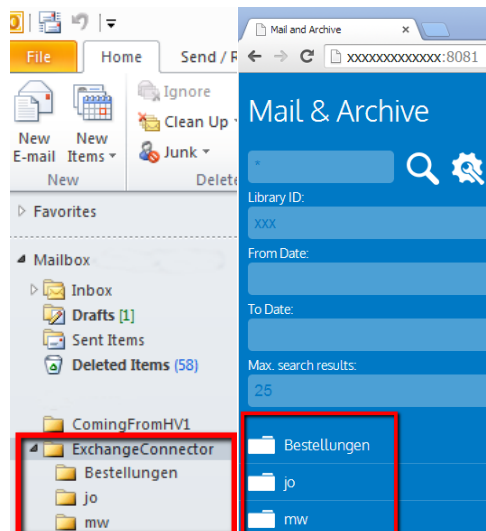 File Home Send / R
Ignore
Clean Up
Junk
New E-mail
New Items
New
Delete
Favorites
Mailbox
Inbox
Drafts [1]
Sent Items
Deleted Items (58)
ComingFromHV1
ExchangeConnector
Bestellungen
jo
mw
Mail and Archive
xxxxxxxxxxxxx:8081
Mail & Archive
*
Library ID:
xxx
From Date:
To Date:
Max. search results:
25
Bestellungen
jo
mw